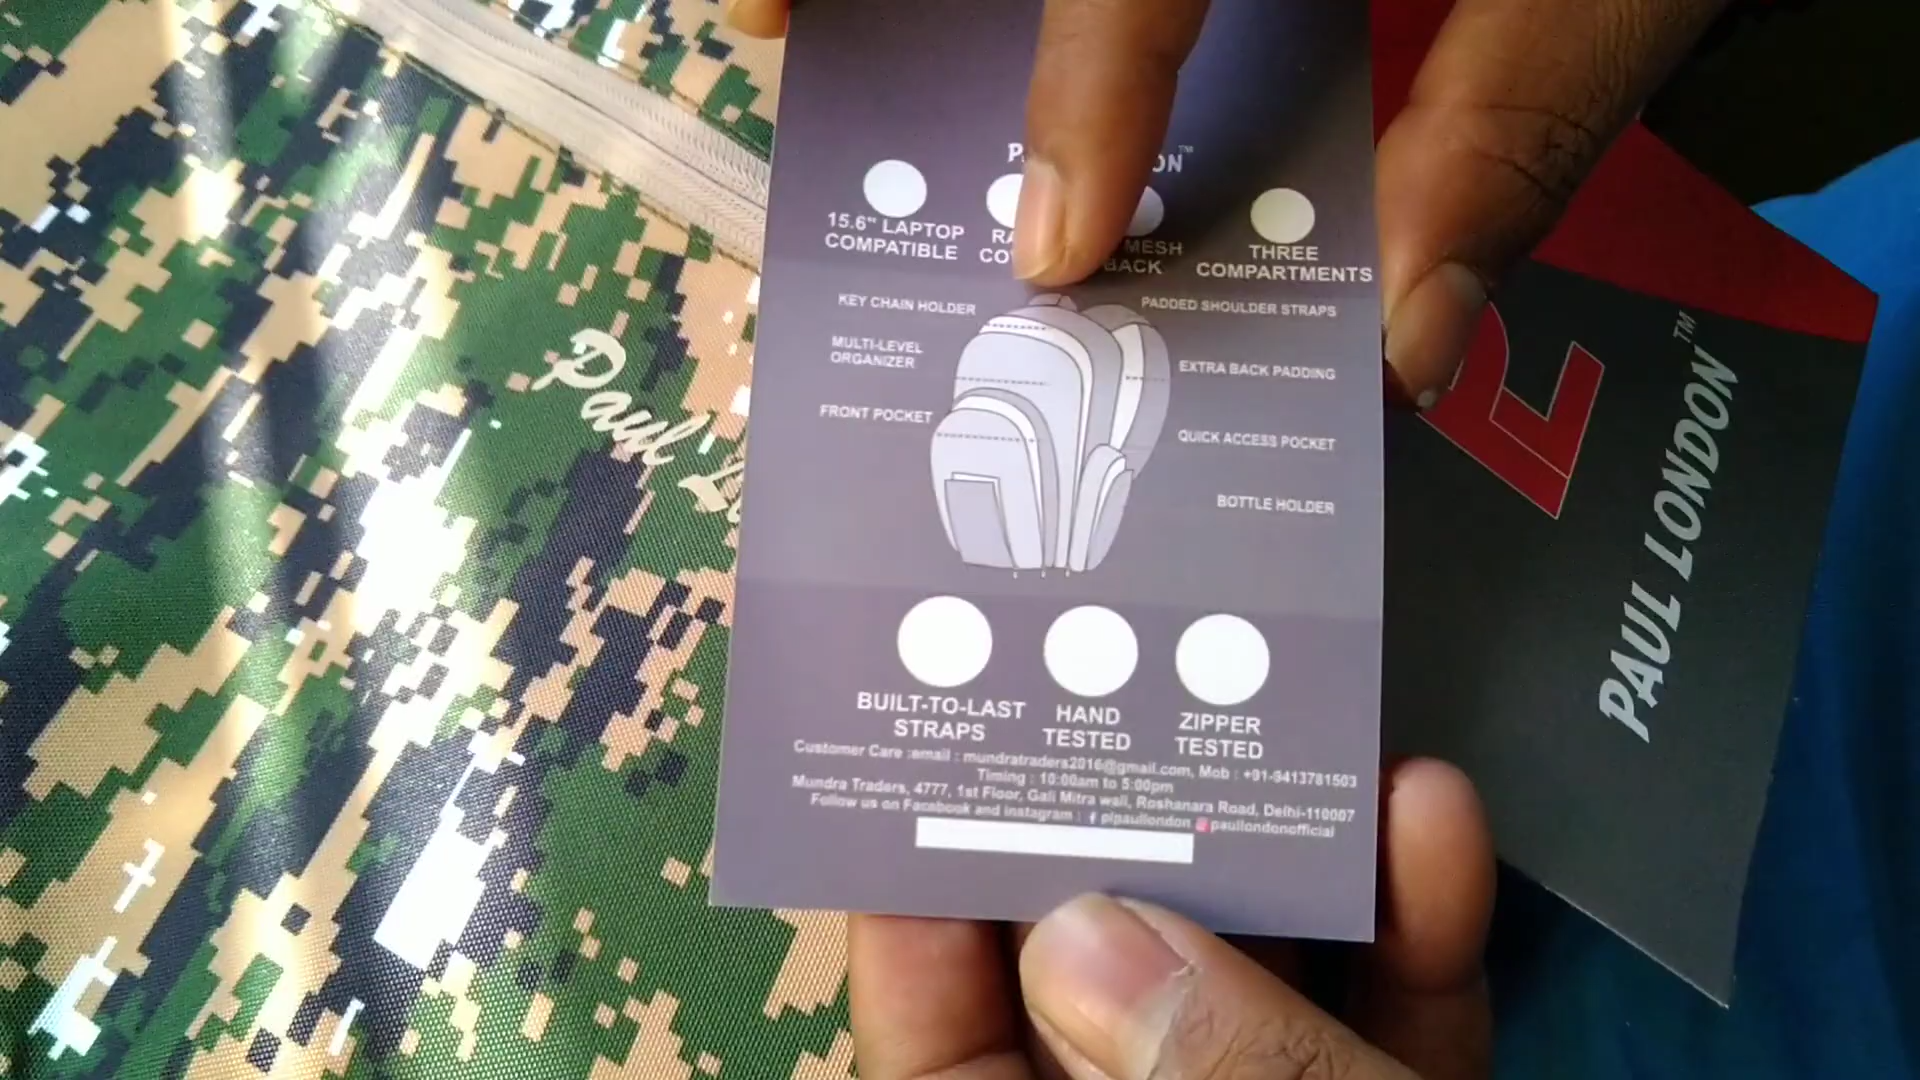 15.6" LAPTOP
COMPATIBLE
MESH
BACK
THREE
COMPARTMENTS
KEY CHAIN HOLDER
MULTI-LEVEL
ORGANIZER
FRONT POCKET
PADDED SHOULDER STRAPS
EXTRA BACK PADDING
QUICK ACCESS POCKET
BOTTLE HOLDER
BUILT-TO-LAST
STRAPS
HAND
TESTED
ZIPPER
TESTED
Customer Care :email : mundratraders2016@gmail.com, Mob : +91-9413781503
Timing : 10:00am to 5:00pm
Mundra Traders, 4777, 1st Floor, Gali Mitra wali, Roshanara Road, Delhi-110007
Follow us on Facebook and instagram : f plpaullondon paullondonofficial
PAUL LONDON™
Paul